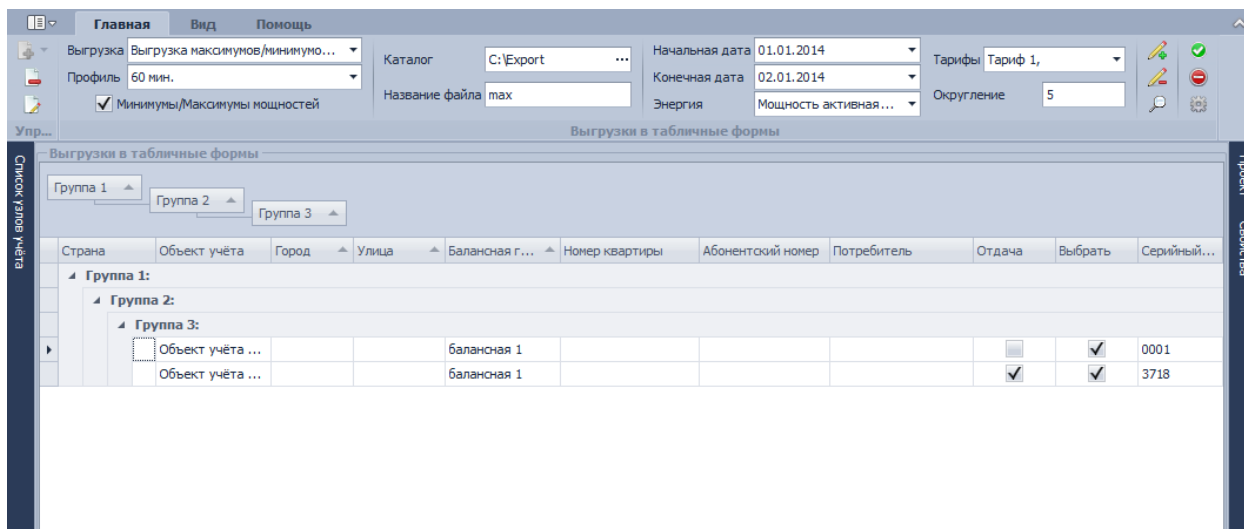 Главная Вид Помощь
Выгрузка Выгрузка максимумов/минимумо... Каталог C:\Export ... Начальная дата 01.01.2014 Тарифы Тариф 1,
Профиль 60 мин. Конечная дата 02.01.2014
Минимумы/Максимумы мощностей Название файла max Энергия Мощность активная... Округление 5
Упр... Выгрузки в табличные формы
Выгрузки в табличные формы
Список узлов учёта
Группа 1
Группа 2
Группа 3
Страна Объект учёта Город Улица Балансная г... Номер квартиры Абонентский номер Потребитель Отдача Выбрать Серийный...
Группа 1:
Группа 2:
Группа 3:
Объект учёта ... балансная 1 0001
Объект учёта ... балансная 1 3718